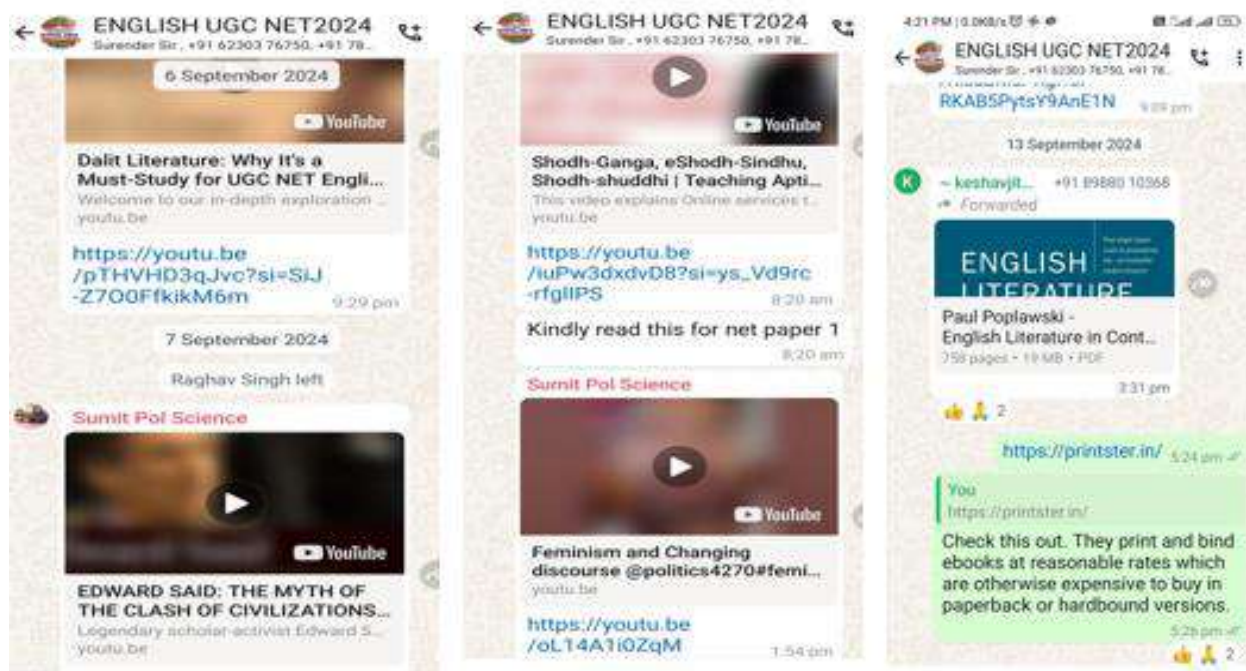 ENGLISH UGC NET2024
Surender Sir, +91 62303 76750, +91 78..
6 September 2024
YouTube
Dalit Literature: Why It's a
Must-Study for UGC NET Engli...
Welcome to our in-depth exploration ...
youtu.be
https://youtu.be
/pTHVHD3qJvc?si=SiJ
-Z7O0FfkikM6m
9:29 pm
7 September 2024
Raghav Singh left
Sumit Pol Science
YouTube
EDWARD SAID: THE MYTH OF
THE CLASH OF CIVILIZATIONS...
Legendary scholar-activist Edward S...
youtu.be
ENGLISH UGC NET2024
Surender Sir, +91 62303 76750, +91 78..
YouTube
Shodh-Ganga, eShodh-Sindhu,
Shodh-shuddhi | Teaching Apti...
This video explains Online services t...
youtu.be
https://youtu.be
/iuPw3dxdvD8?si=ys_Vd9rc
-rfglIPS
8:20 am
Kindly read this for net paper 1
8:20 am
Sumit Pol Science
YouTube
Feminism and Changing
discourse @politics4270#femi...
youtu.be
https://youtu.be
/oL14A1i0ZqM
1:54 pm
4:21 PM | 0.0KB/s
ENGLISH UGC NET2024
Surender Sir, +91 62303 76750, +91 78..
RKAB5PytsY9AnE1N
9:09 pm
13 September 2024
K
~ keshavjit... +91 89880 10368
Forwarded
ENGLISH
LITERATURE
Paul Poplawski -
English Literature in Cont...
758 pages • 19 MB • PDF
3:31 pm
2
https://printster.in/
5:24 pm
You
https://printster.in/
Check this out. They print and bind
ebooks at reasonable rates which
are otherwise expensive to buy in
paperback or hardbound versions.
5:26 pm
2